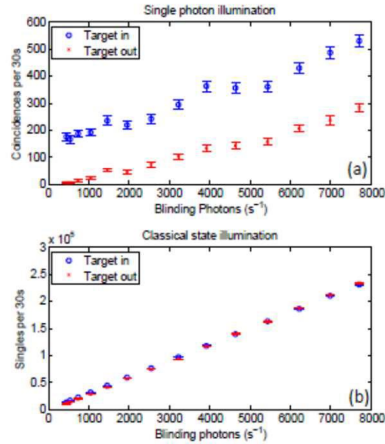 Single photon illumination
600
500
400
300
200
100
0
Coincidences per 30s
Target in
Target out
(a)
0 1000 2000 3000 4000 5000 6000 7000 8000
Blinding Photons (s⁻¹)
Classical state illumination
3 x 10⁵
2.5
2
1.5
1
0.5
0
Singles per 30s
Target in
Target out
(b)
0 1000 2000 3000 4000 5000 6000 7000 8000
Blinding photons (s⁻¹)